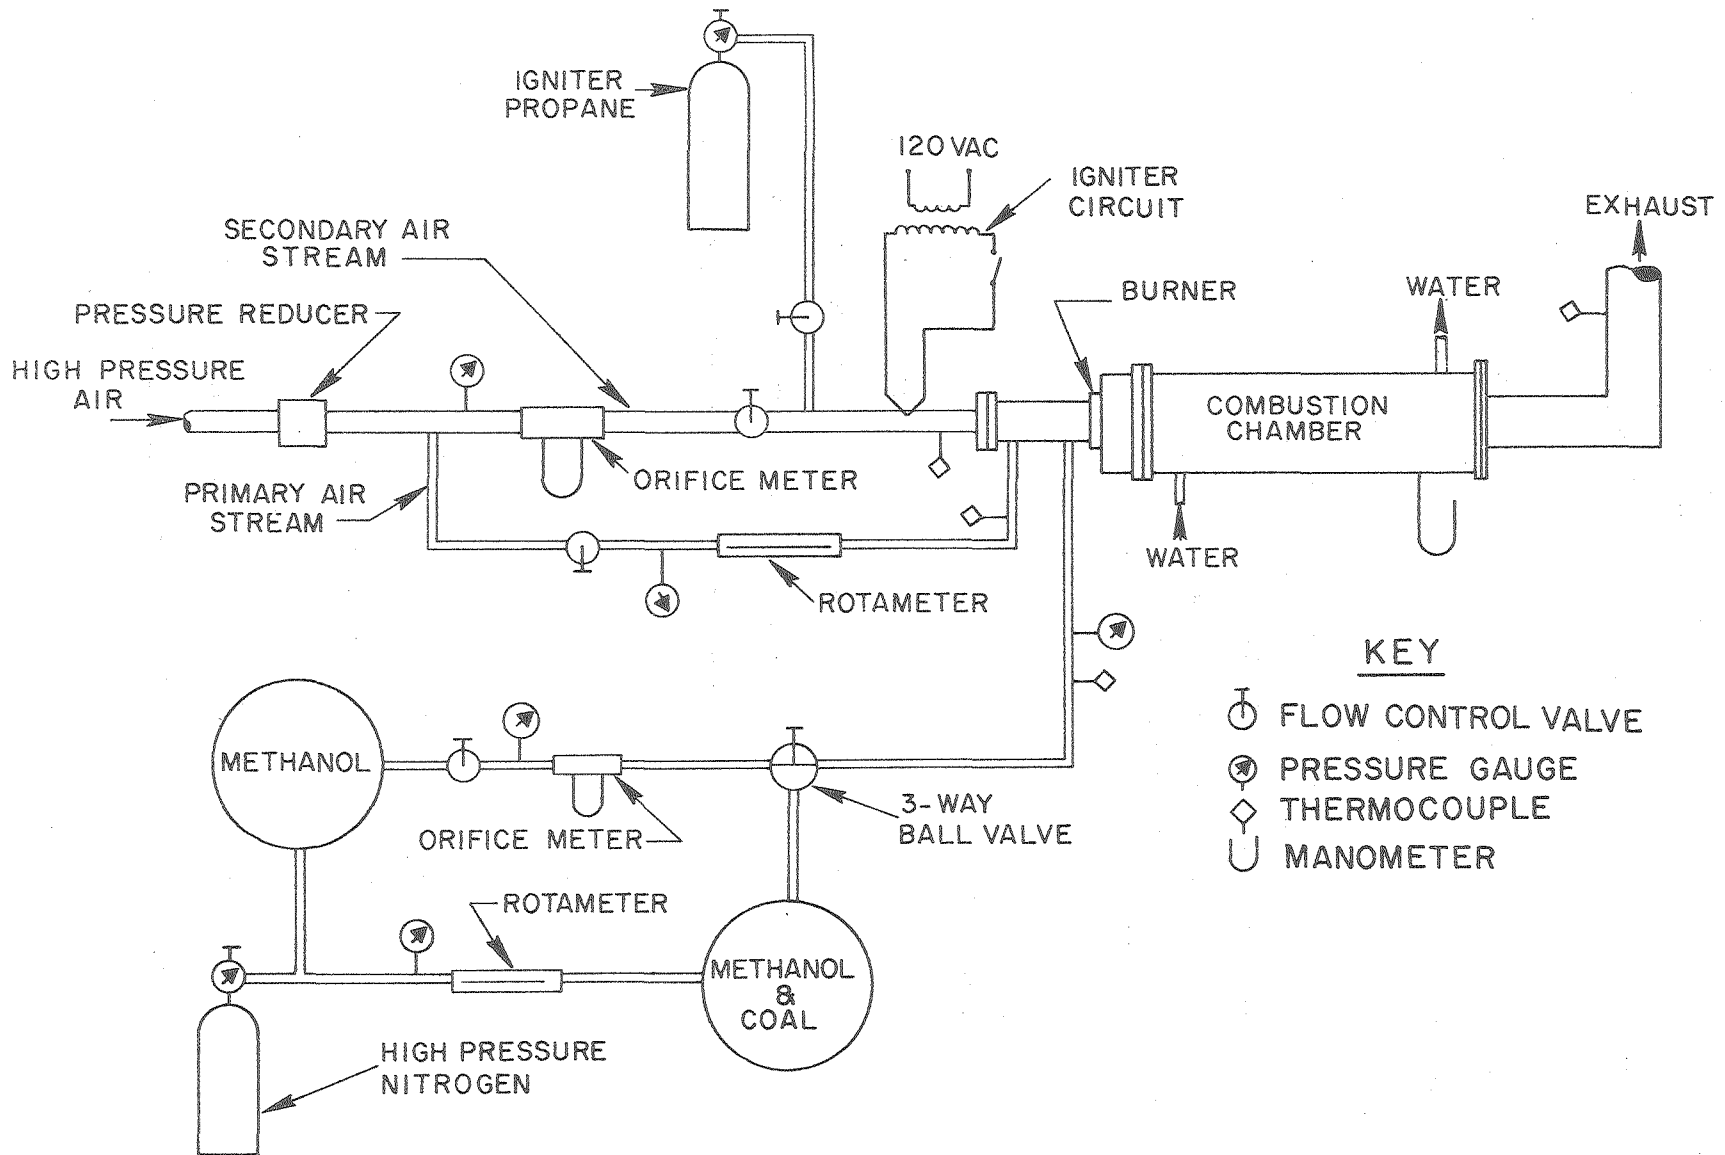 IGNITER
PROPANE
120 VAC
IGNITER
CIRCUIT
EXHAUST
SECONDARY AIR
STREAM
PRESSURE REDUCER
BURNER
WATER
HIGH PRESSURE
AIR
COMBUSTION
CHAMBER
ORIFICE METER
PRIMARY AIR
STREAM
WATER
ROTAMETER
KEY
FLOW CONTROL VALVE
PRESSURE GAUGE
THERMOCOUPLE
MANOMETER
METHANOL
3-WAY
BALL VALVE
ORIFICE METER
ROTAMETER
METHANOL
&
COAL
HIGH PRESSURE
NITROGEN